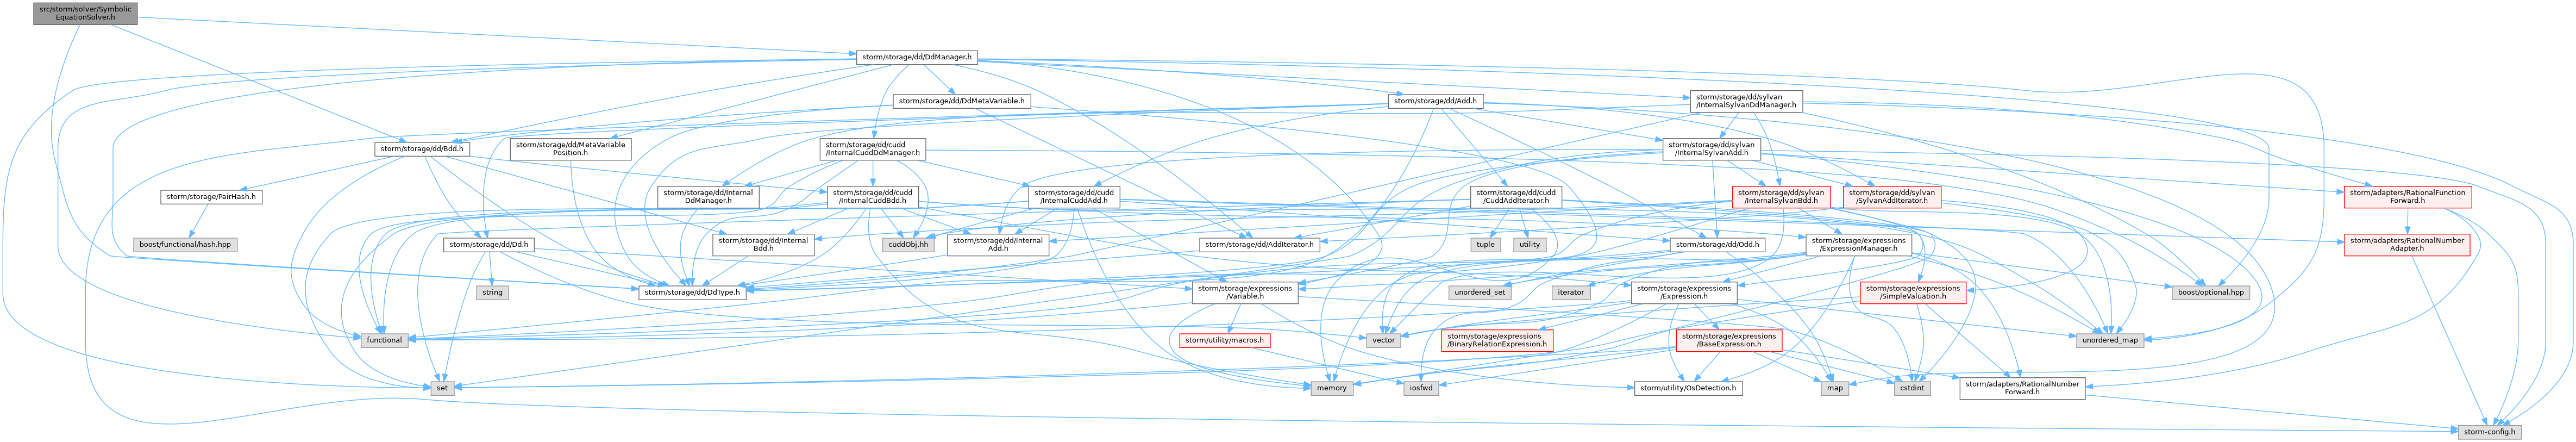 src/storm/solver/Symbolic
EquationSolver.h
storm/storage/dd/DdManager.h
storm/storage/dd/DdMetaVariable.h
storm/storage/dd/Add.h
storm/storage/dd/sylvan
/InternalSylvanDdManager.h
storm/storage/dd/Bdd.h
storm/storage/dd/MetaVariable
Position.h
storm/storage/dd/cudd
/InternalCuddDdManager.h
storm/storage/dd/sylvan
/InternalSylvanAdd.h
storm/storage/PairHash.h
storm/storage/dd/Internal
DdManager.h
storm/storage/dd/cudd
/InternalCuddBdd.h
storm/storage/dd/cudd
/InternalCuddAdd.h
storm/storage/dd/cudd
/CuddAddIterator.h
storm/storage/dd/sylvan
/InternalSylvanBdd.h
storm/storage/dd/sylvan
/SylvanAddIterator.h
storm/adapters/RationalFunction
Forward.h
boost/functional/hash.hpp
storm/storage/dd/Dd.h
storm/storage/dd/Internal
Bdd.h
cuddObj.hh
storm/storage/dd/Internal
Add.h
storm/storage/dd/AddIterator.h
tuple
utility
storm/storage/dd/Odd.h
storm/storage/expressions
/ExpressionManager.h
storm/adapters/RationalNumber
Adapter.h
string
storm/storage/dd/DdType.h
storm/storage/expressions
/Variable.h
unordered_set
iterator
storm/storage/expressions
/Expression.h
storm/storage/expressions
/SimpleValuation.h
boost/optional.hpp
functional
storm/utility/macros.h
vector
storm/storage/expressions
/BinaryRelationExpression.h
storm/storage/expressions
/BaseExpression.h
unordered_map
set
memory
iosfwd
storm/utility/OsDetection.h
map
cstdint
storm/adapters/RationalNumber
Forward.h
storm-config.h